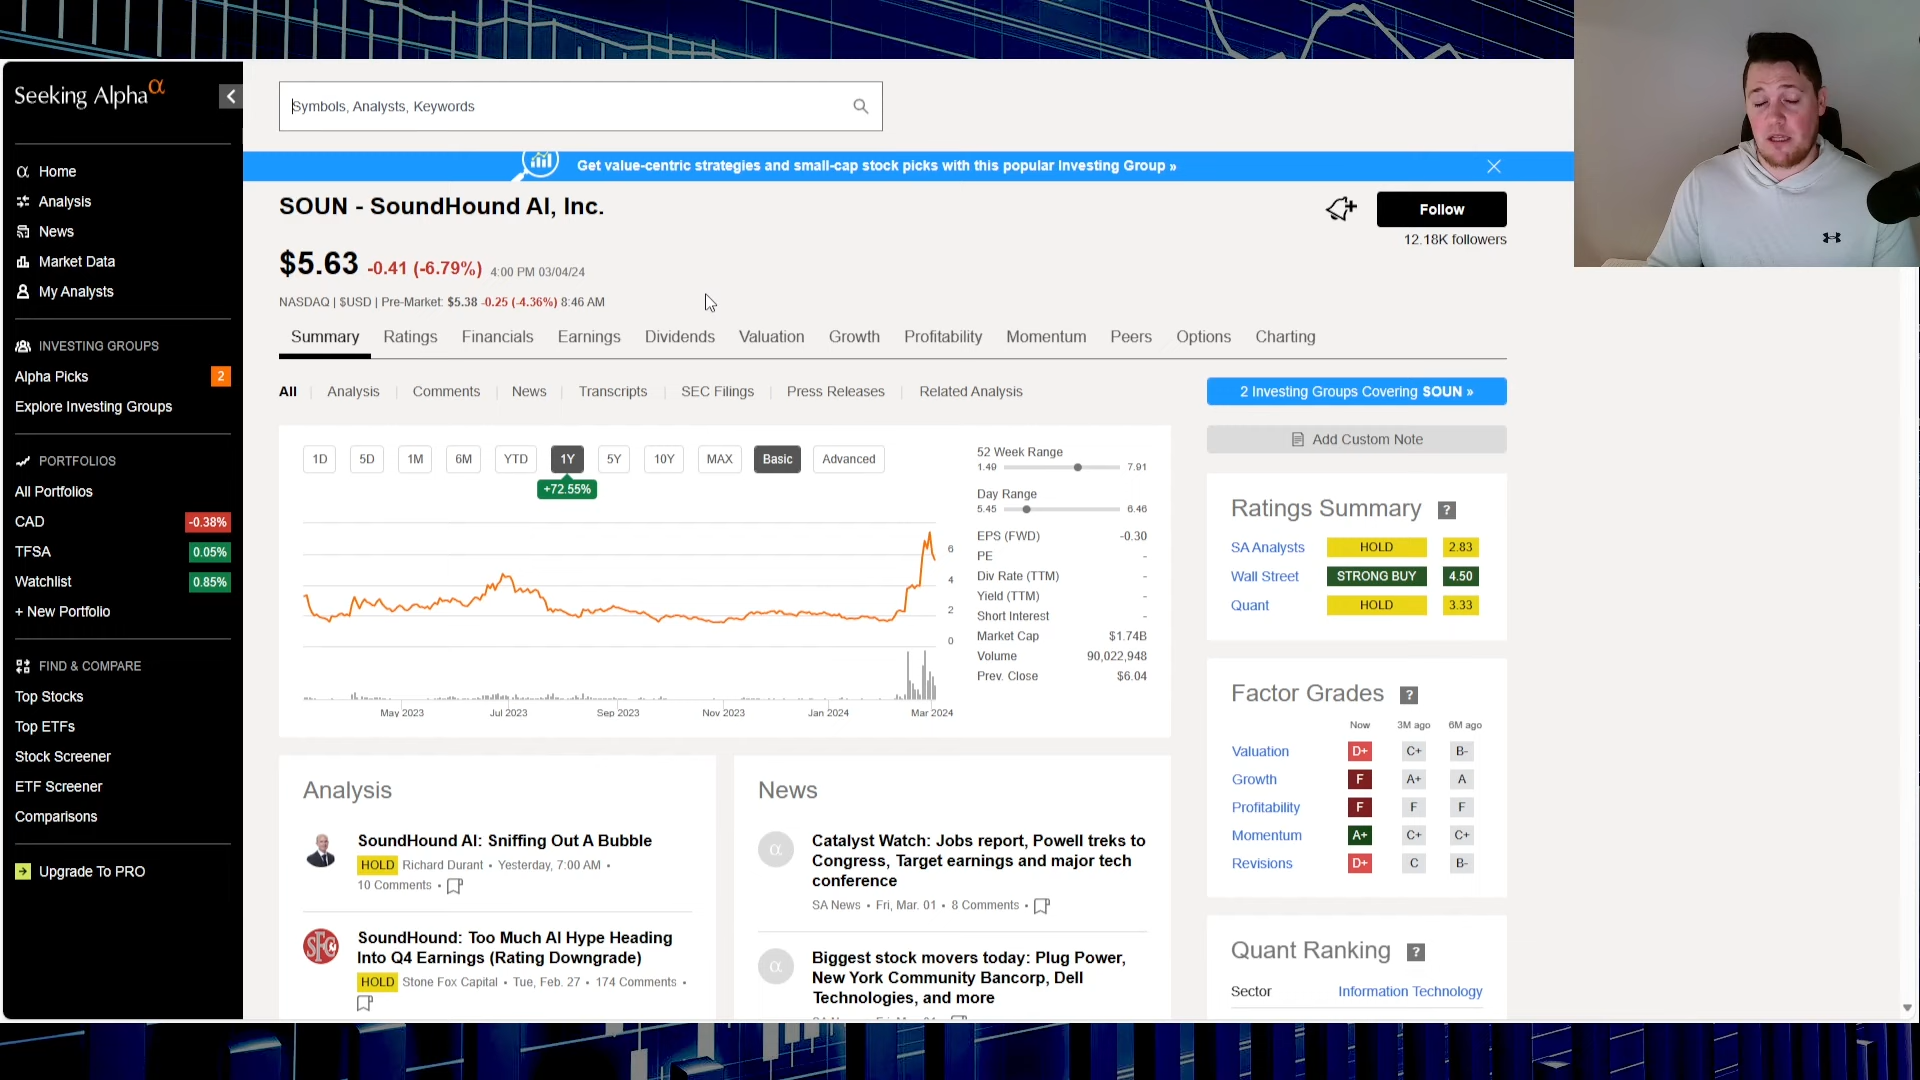 Seeking Alpha α
Home
Analysis
News
Market Data
My Analysts
INVESTING GROUPS
Alpha Picks 2
Explore Investing Groups
PORTFOLIOS
All Portfolios
CAD -0.38%
TFSA 0.05%
Watchlist 0.85%
+ New Portfolio
FIND & COMPARE
Top Stocks
Top ETFs
Stock Screener
ETF Screener
Comparisons
Upgrade To PRO
Symbols, Analysts, Keywords
Get value-centric strategies and small-cap stock picks with this popular Investing Group »
SOUN - SoundHound AI, Inc.
Follow
12.18K followers
$5.63 -0.41 (-6.79%) 4:00 PM 03/04/24
NASDAQ | $USD | Pre-Market: $5.38 -0.25 (-4.36%) 8:46 AM
Summary Ratings Financials Earnings Dividends Valuation Growth Profitability Momentum Peers Options Charting
All | Analysis | Comments | News | Transcripts | SEC Filings | Press Releases | Related Analysis
1D 5D 1M 6M YTD 1Y 5Y 10Y MAX Basic Advanced
+72.55%
6
4
2
0
May 2023 Jul 2023 Sep 2023 Nov 2023 Jan 2024 Mar 2024
52 Week Range
1.49 7.91
Day Range
5.45 6.46
EPS (FWD) -0.30
PE -
Div Rate (TTM) -
Yield (TTM) -
Short Interest -
Market Cap $1.74B
Volume 90,022,948
Prev. Close $6.04
Analysis
SoundHound AI: Sniffing Out A Bubble
HOLD Richard Durant • Yesterday, 7:00 AM •
10 Comments •
SFC
SoundHound: Too Much AI Hype Heading
Into Q4 Earnings (Rating Downgrade)
HOLD Stone Fox Capital • Tue, Feb. 27 • 174 Comments •
News
α
Catalyst Watch: Jobs report, Powell treks to
Congress, Target earnings and major tech
conference
SA News • Fri, Mar. 01 • 8 Comments •
α
Biggest stock movers today: Plug Power,
New York Community Bancorp, Dell
Technologies, and more
2 Investing Groups Covering SOUN »
Add Custom Note
Ratings Summary ?
SA Analysts HOLD 2.83
Wall Street STRONG BUY 4.50
Quant HOLD 3.33
Factor Grades ?
Now 3M ago 6M ago
Valuation D+ C+ B-
Growth F A+ A
Profitability F F F
Momentum A+ C+ C+
Revisions D+ C B-
Quant Ranking ?
Sector Information Technology